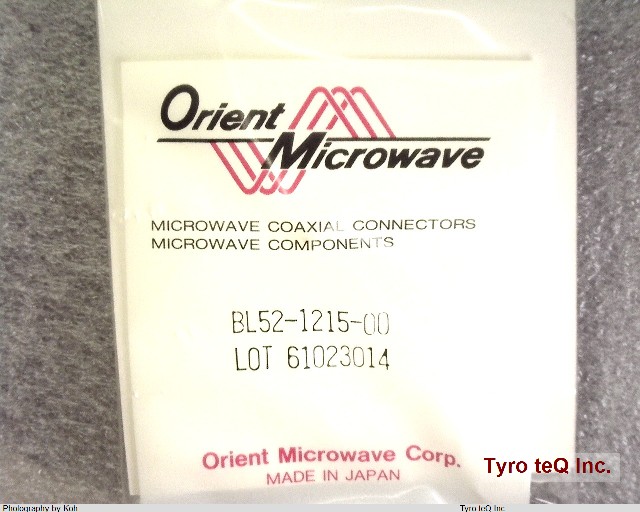 Orient
Microwave
MICROWAVE COAXIAL CONNECTORS
MICROWAVE COMPONENTS
BL52-1215-00
LOT 61023014
Orient Microwave Corp.
MADE IN JAPAN
Tyro teQ Inc.
Photography by Koh
Tyro teQ Inc